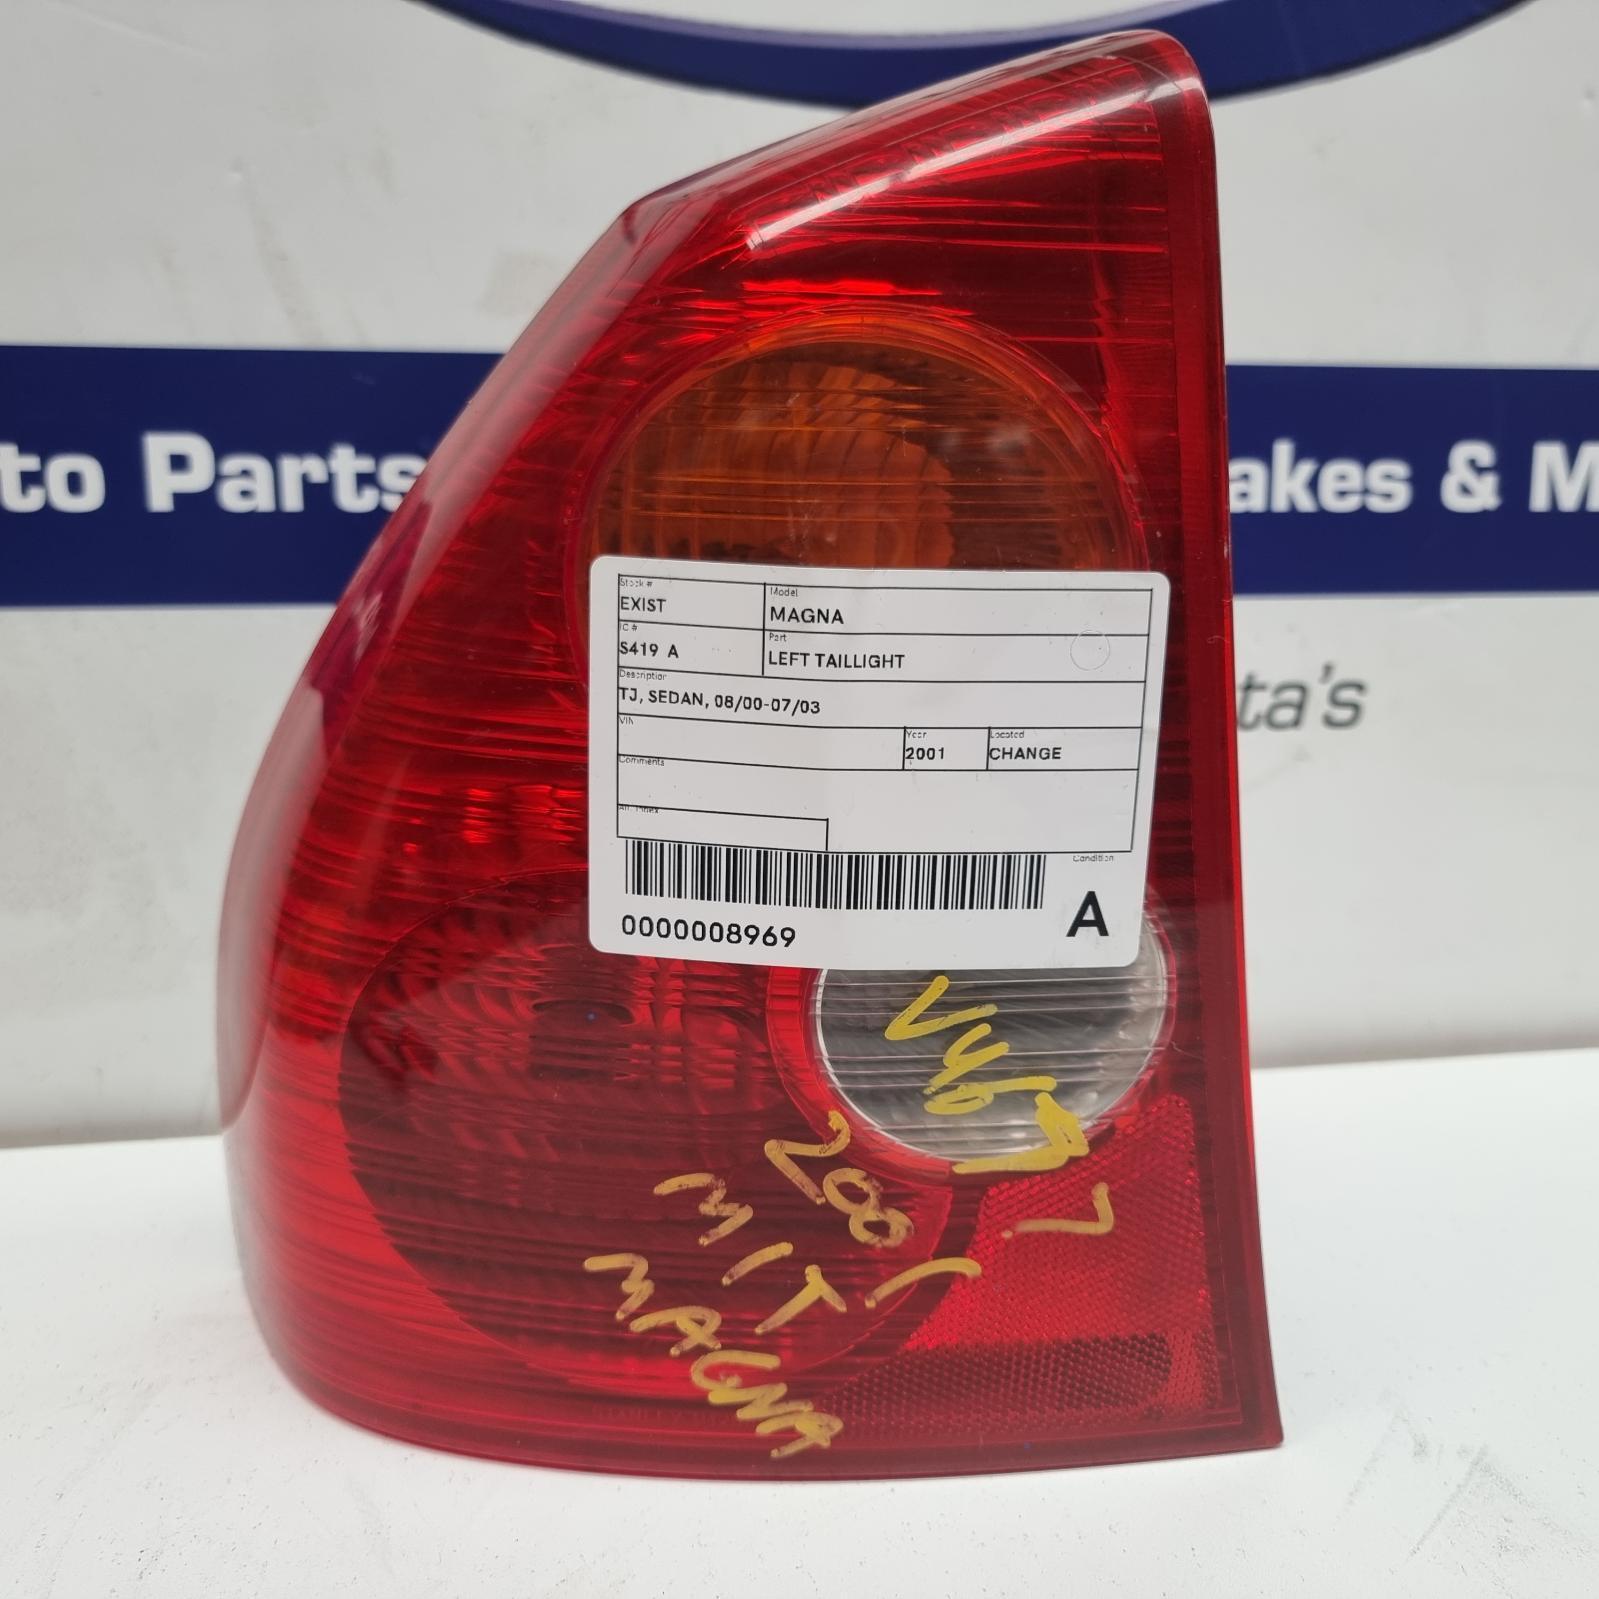 to Parts
akes & M
ta's
Stock #
EXIST
Model
MAGNA
IC #
S419 A
Part
LEFT TAILLIGHT
Description
TJ, SEDAN, 08/00-07/03
VIN
Year
2001
Located
CHANGE
Comments
Condition
A
0000008969
2001
MIT
MAGNA